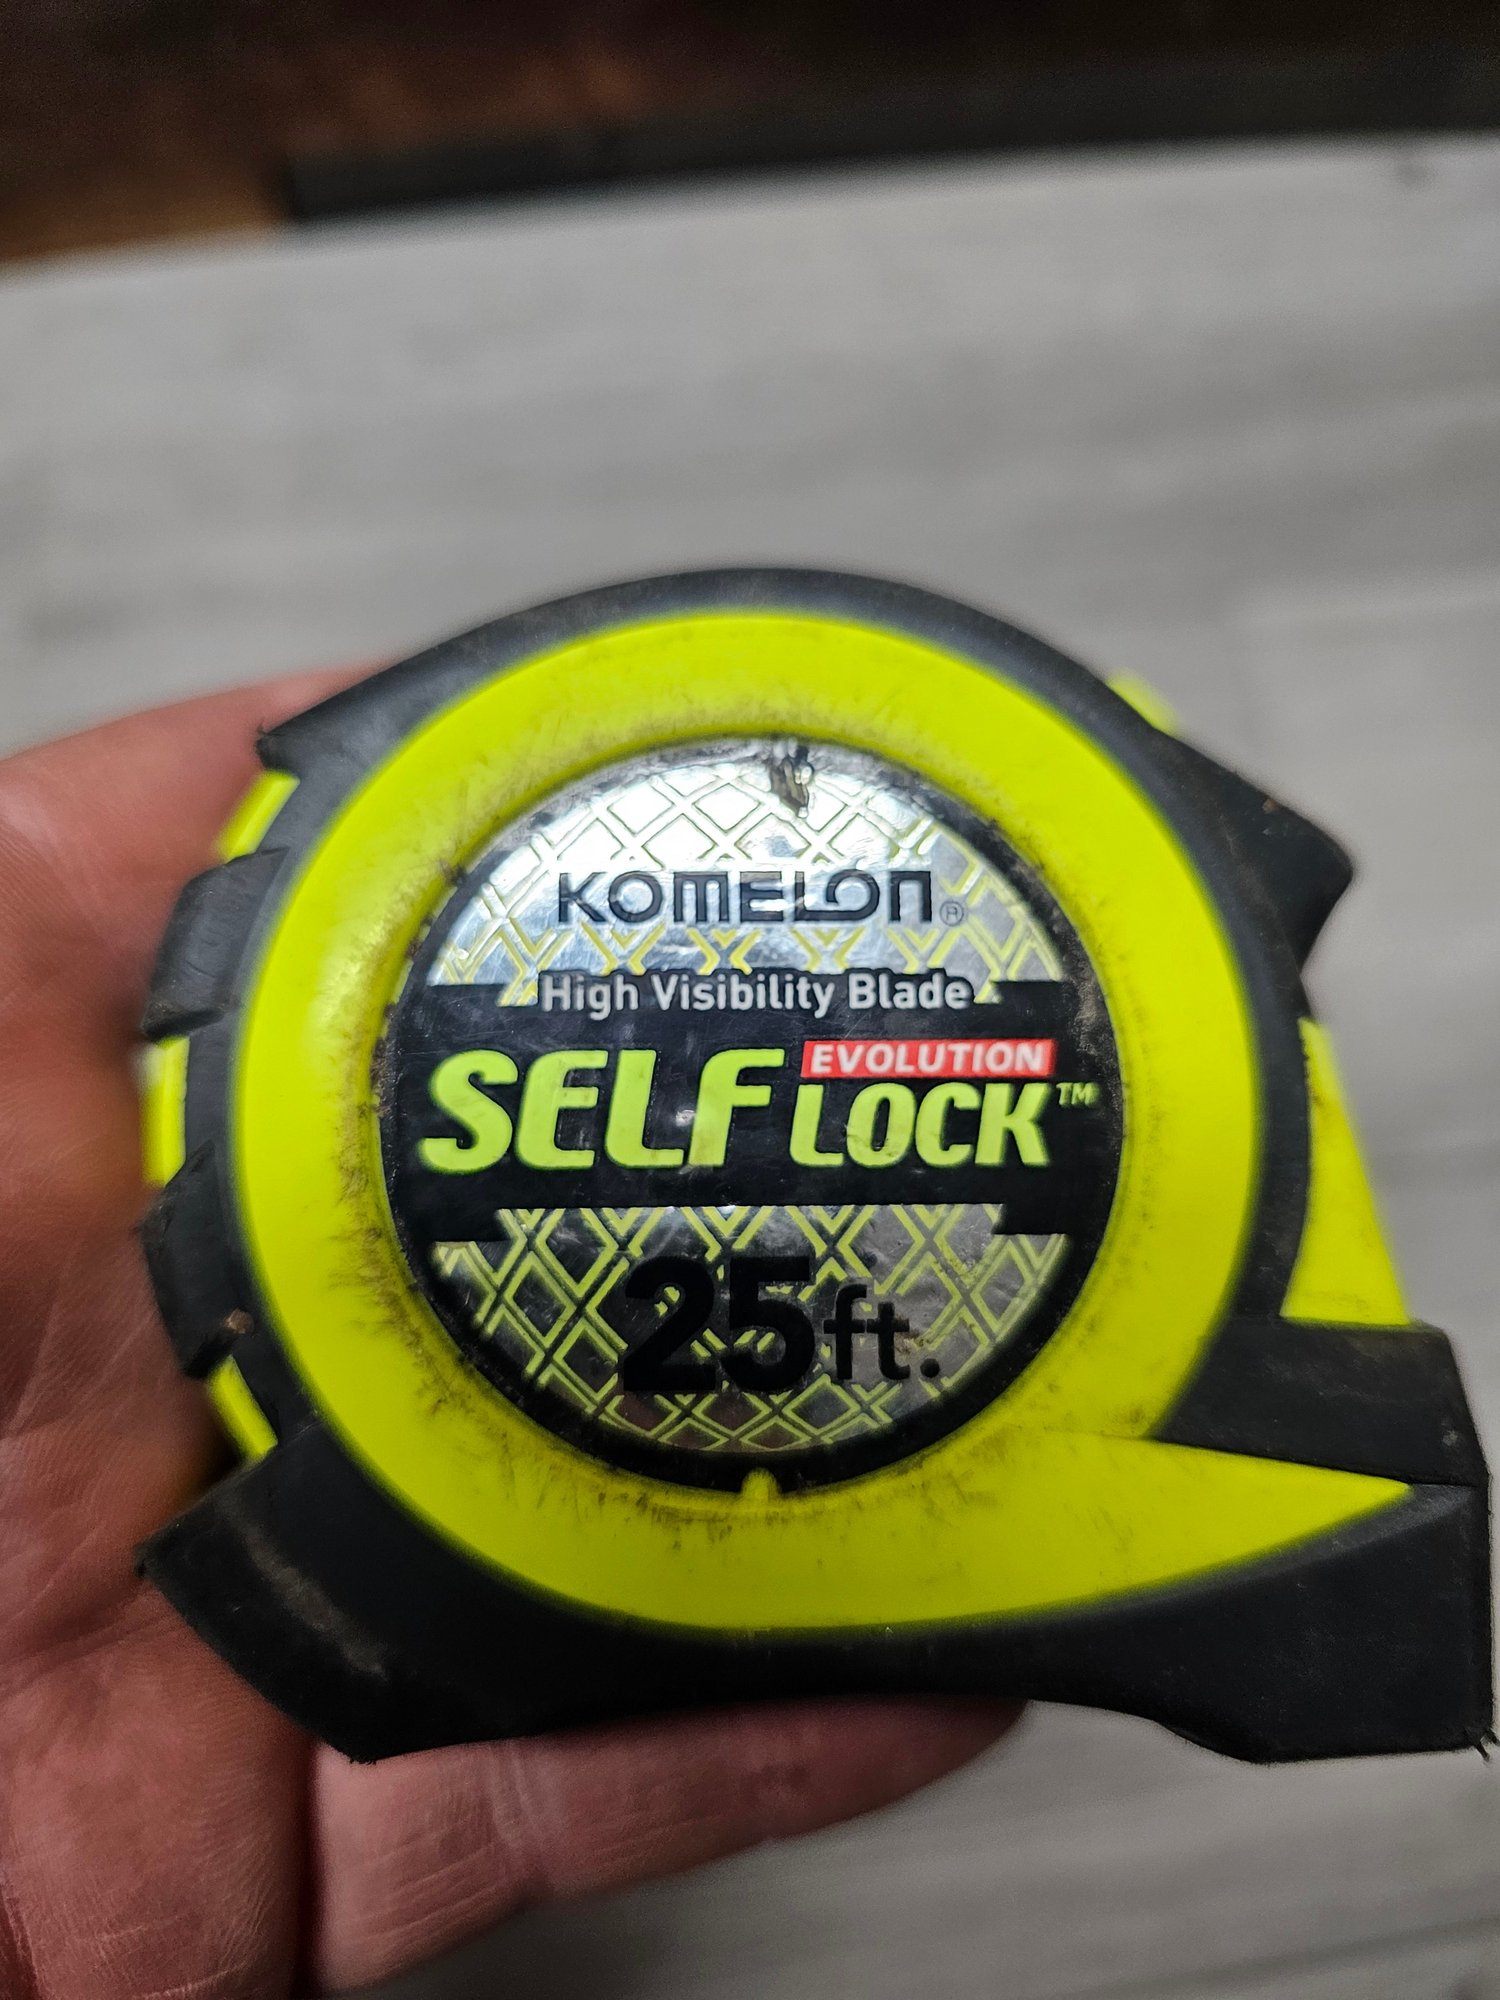 KOMELON®
High Visibility Blade
EVOLUTION
SELF LOCK™
25ft.